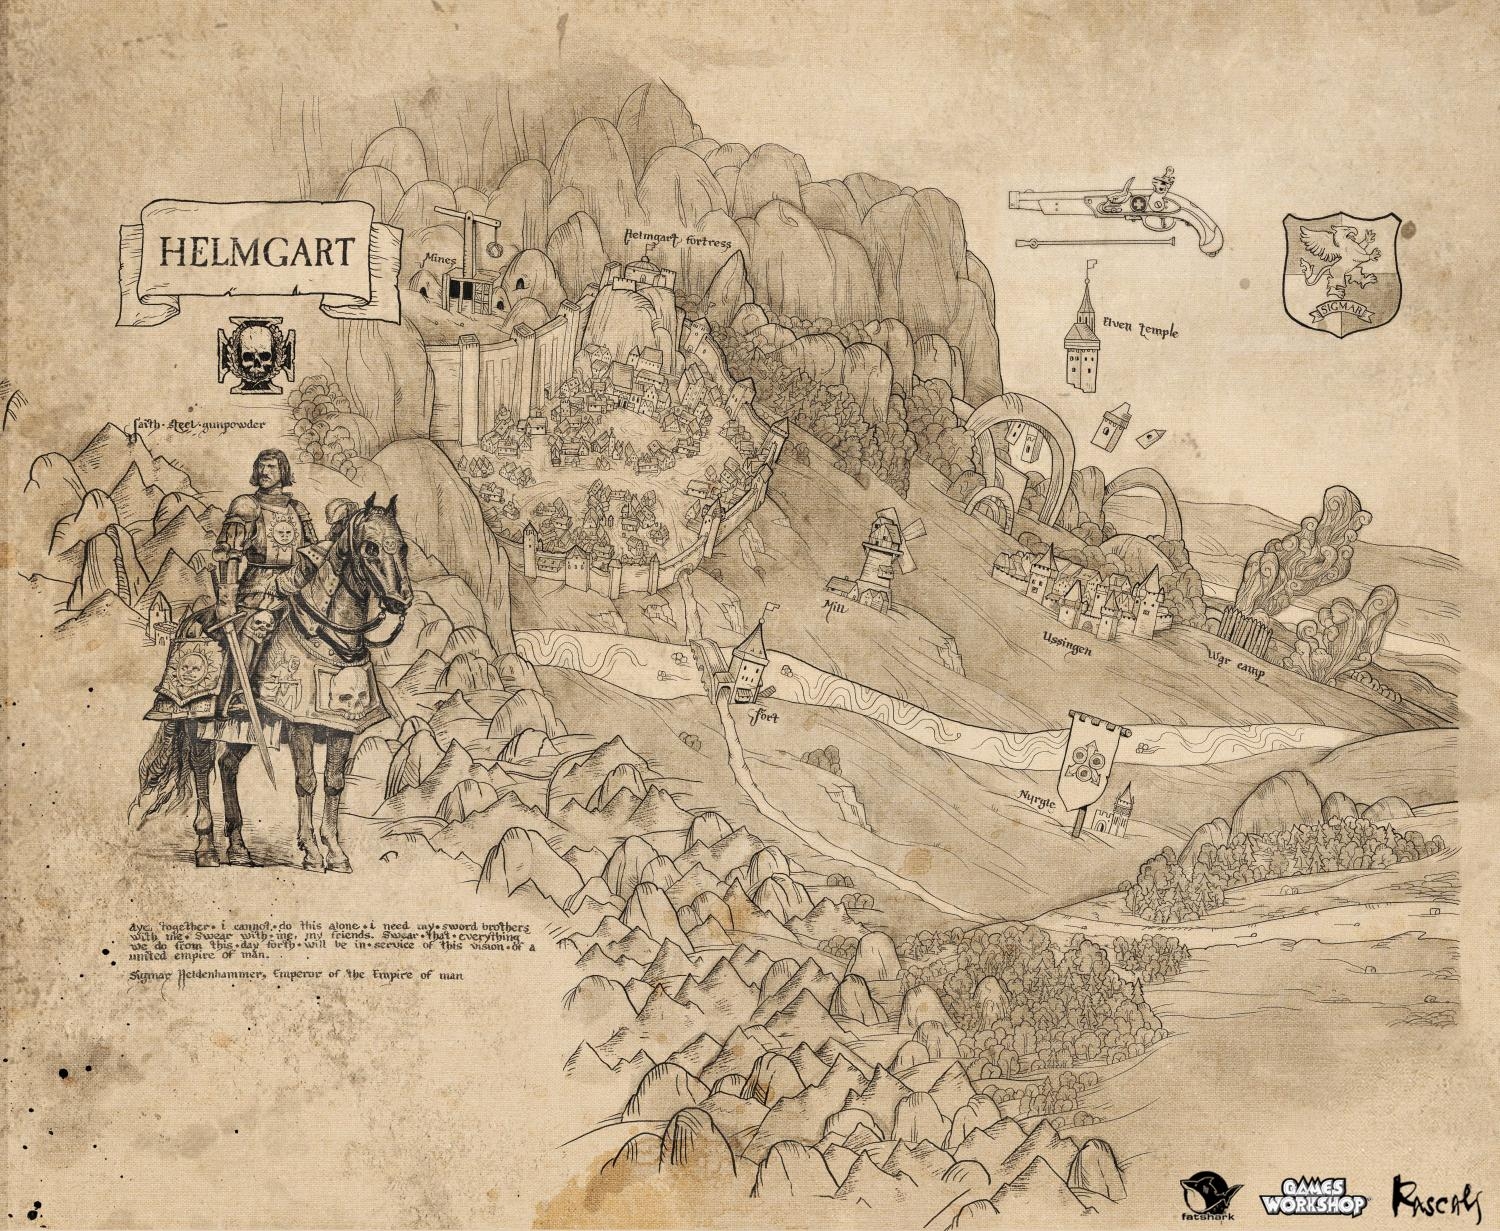 HELMGART
Mines
Helmgart fortress
Elven temple
SIGMAR
faith·steel·gunpowder
Mill
Ussingen
War camp
fort
Nurgle
Aye, together. i cannot do this alone. i need my sword brothers
with me. Swear with me, my friends. Swear that everything
we do from this day forth will be in service of this vision of a
united empire of man.
Sigmar Heldenhammer, Emperor of the Empire of man
fatshark
GAMES
WORKSHOP
Rascals